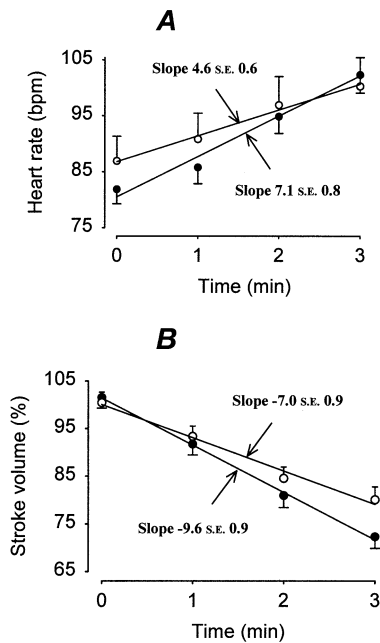 A
105
95
85
75
Heart rate (bpm)
Slope 4.6 S.E. 0.6
Slope 7.1 S.E. 0.8
0 1 2 3
Time (min)
B
105
95
85
75
65
Stroke volume (%)
Slope -7.0 S.E. 0.9
Slope -9.6 S.E. 0.9
0 1 2 3
Time (min)